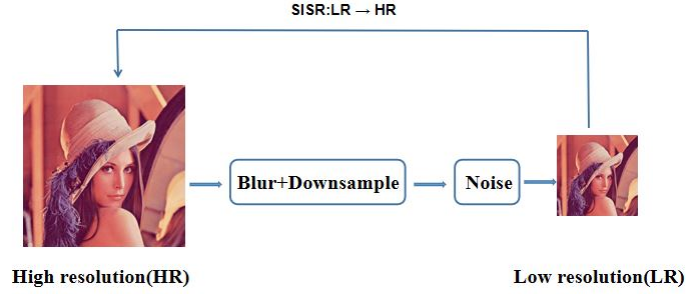 SISR:LR → HR
Blur+Downsample
Noise
High resolution(HR)
Low resolution(LR)